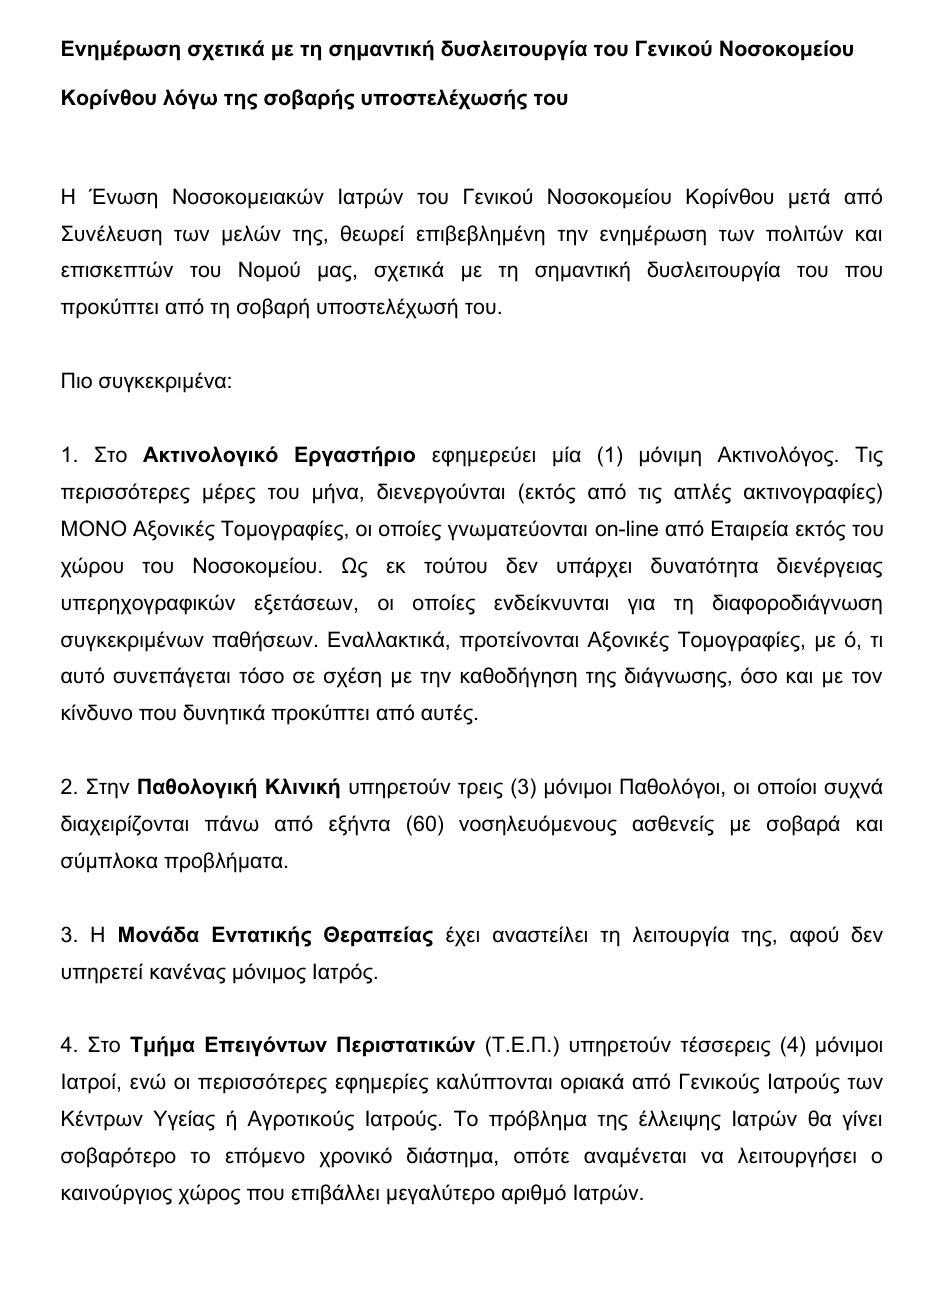 Ενημέρωση σχετικά με τη σημαντική δυσλειτουργία του Γενικού Νοσοκομείου
Κορίνθου λόγω της σοβαρής υποστελέχωσής του
Η Ένωση Νοσοκομειακών Ιατρών του Γενικού Νοσοκομείου Κορίνθου μετά από
Συνέλευση των μελών της, θεωρεί επιβεβλημένη την ενημέρωση των πολιτών και
επισκεπτών του Νομού μας, σχετικά με τη σημαντική δυσλειτουργία του που
προκύπτει από τη σοβαρή υποστελέχωσή του.
Πιο συγκεκριμένα:
1. Στο Ακτινολογικό Εργαστήριο εφημερεύει μία (1) μόνιμη Ακτινολόγος. Τις
περισσότερες μέρες του μήνα, διενεργούνται (εκτός από τις απλές ακτινογραφίες)
ΜΟΝΟ Αξονικές Τομογραφίες, οι οποίες γνωματεύονται on-line από Εταιρεία εκτός του
χώρου του Νοσοκομείου. Ως εκ τούτου δεν υπάρχει δυνατότητα διενέργειας
υπερηχογραφικών εξετάσεων, οι οποίες ενδείκνυνται για τη διαφοροδιάγνωση
συγκεκριμένων παθήσεων. Εναλλακτικά, προτείνονται Αξονικές Τομογραφίες, με ό, τι
αυτό συνεπάγεται τόσο σε σχέση με την καθοδήγηση της διάγνωσης, όσο και με τον
κίνδυνο που δυνητικά προκύπτει από αυτές.
2. Στην Παθολογική Κλινική υπηρετούν τρεις (3) μόνιμοι Παθολόγοι, οι οποίοι συχνά
διαχειρίζονται πάνω από εξήντα (60) νοσηλευόμενους ασθενείς με σοβαρά και
σύμπλοκα προβλήματα.
3. Η Μονάδα Εντατικής Θεραπείας έχει αναστείλει τη λειτουργία της, αφού δεν
υπηρετεί κανένας μόνιμος Ιατρός.
4. Στο Τμήμα Επειγόντων Περιστατικών (Τ.Ε.Π.) υπηρετούν τέσσερεις (4) μόνιμοι
Ιατροί, ενώ οι περισσότερες εφημερίες καλύπτονται οριακά από Γενικούς Ιατρούς των
Κέντρων Υγείας ή Αγροτικούς Ιατρούς. Το πρόβλημα της έλλειψης Ιατρών θα γίνει
σοβαρότερο το επόμενο χρονικό διάστημα, οπότε αναμένεται να λειτουργήσει ο
καινούργιος χώρος που επιβάλλει μεγαλύτερο αριθμό Ιατρών.